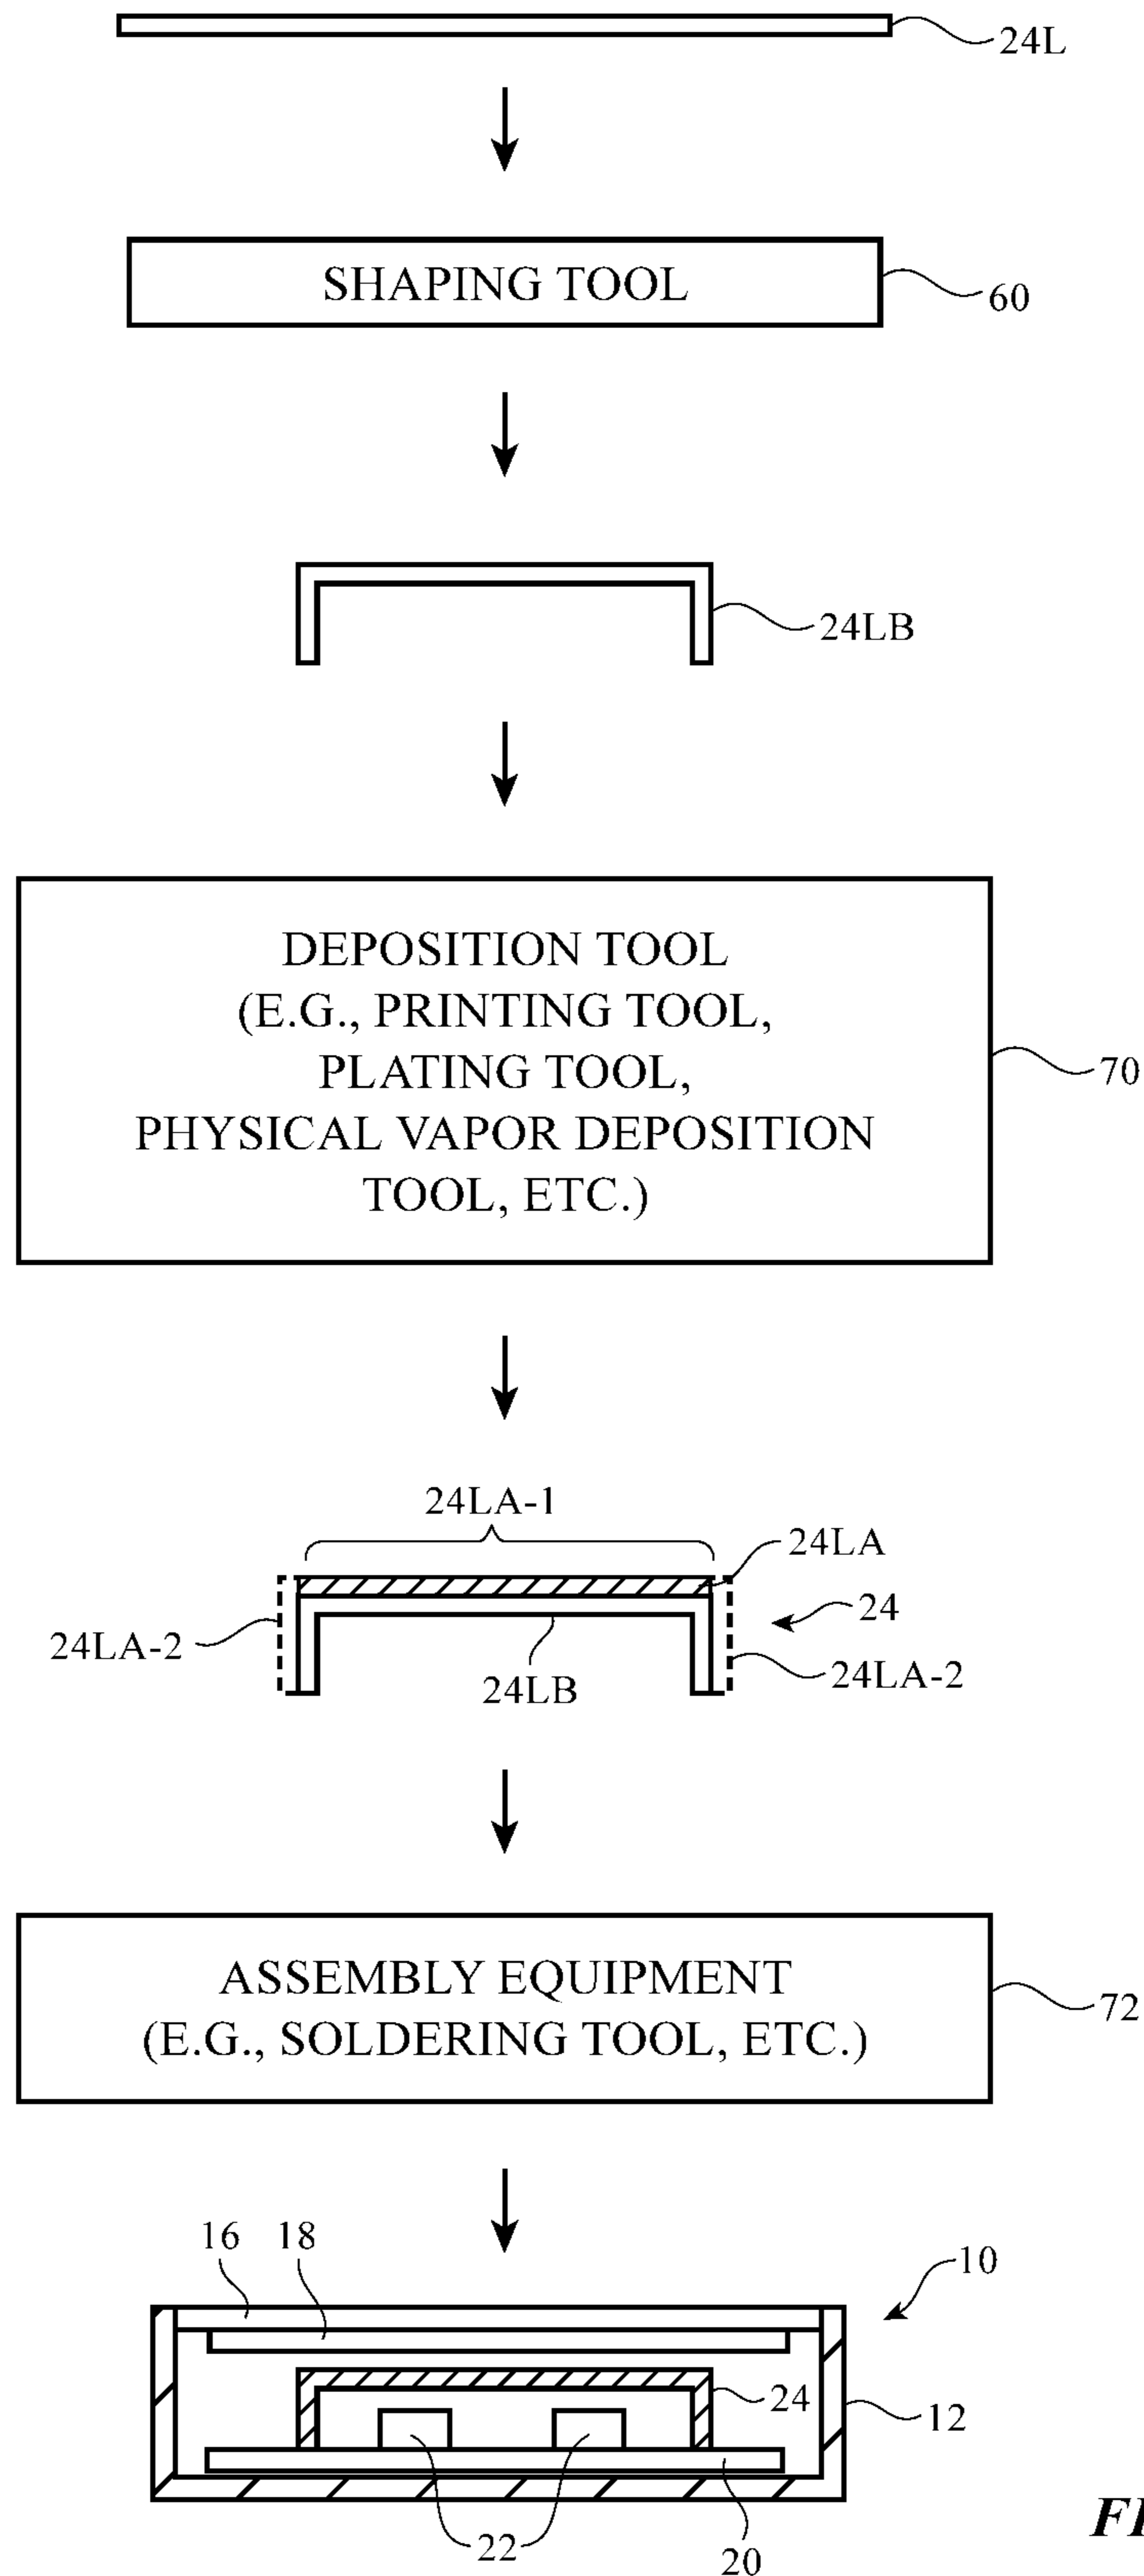 24L
SHAPING TOOL
60
24LB
DEPOSITION TOOL
(E.G., PRINTING TOOL,
PLATING TOOL,
PHYSICAL VAPOR DEPOSITION
TOOL, ETC.)
70
24LA-1
24LA
24
24LA-2
24LB
24LA-2
ASSEMBLY EQUIPMENT
(E.G., SOLDERING TOOL, ETC.)
72
16
18
10
24
12
22
20